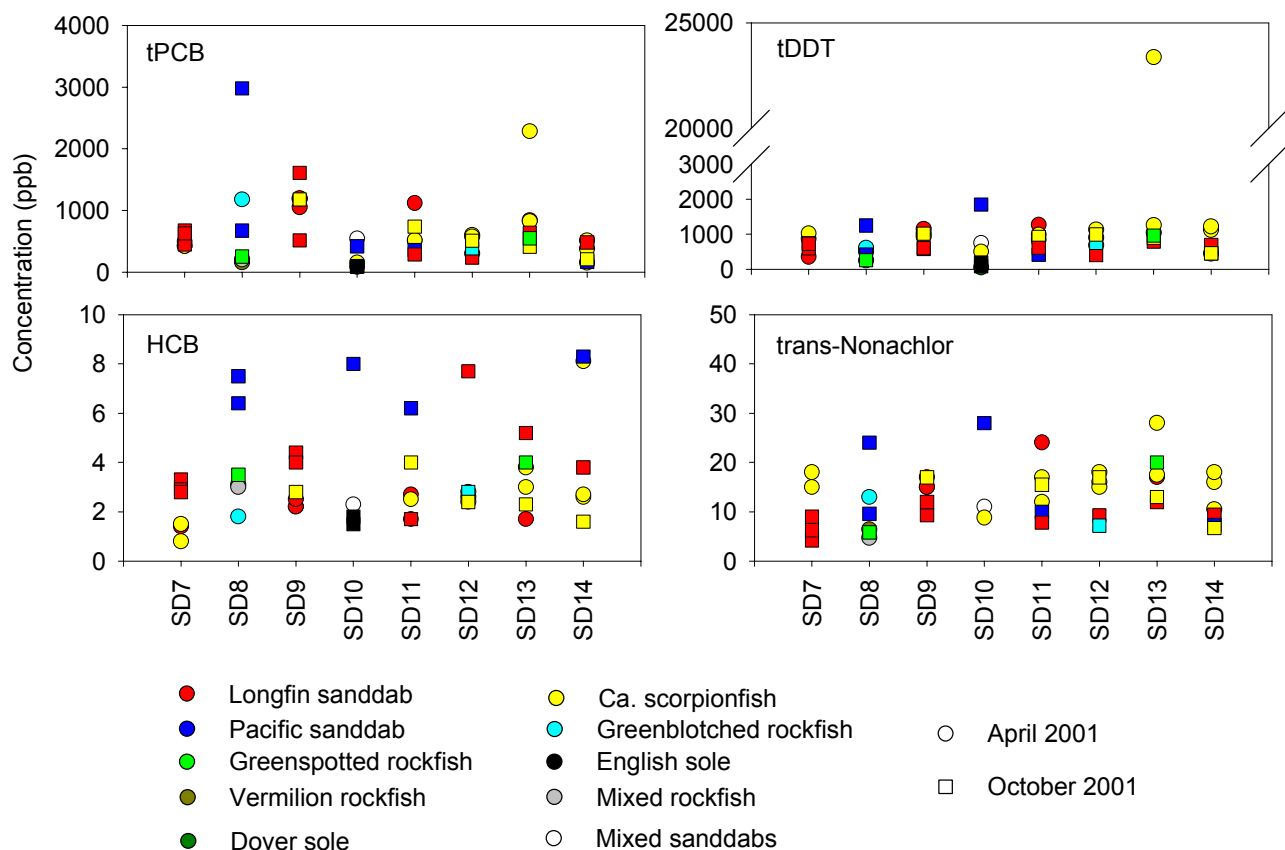 4000
3000
2000
1000
0
tPCB
25000
20000
3000
2000
1000
0
tDDT
Concentration (ppb)
10
8
6
4
2
0
HCB
50
40
30
20
10
0
trans-Nonachlor
SD7
SD8
SD9
SD10
SD11
SD12
SD13
SD14
SD7
SD8
SD9
SD10
SD11
SD12
SD13
SD14
Longfin sanddab
Pacific sanddab
Greenspotted rockfish
Vermilion rockfish
Dover sole
Ca. scorpionfish
Greenblotched rockfish
English sole
Mixed rockfish
Mixed sanddabs
April 2001
October 2001